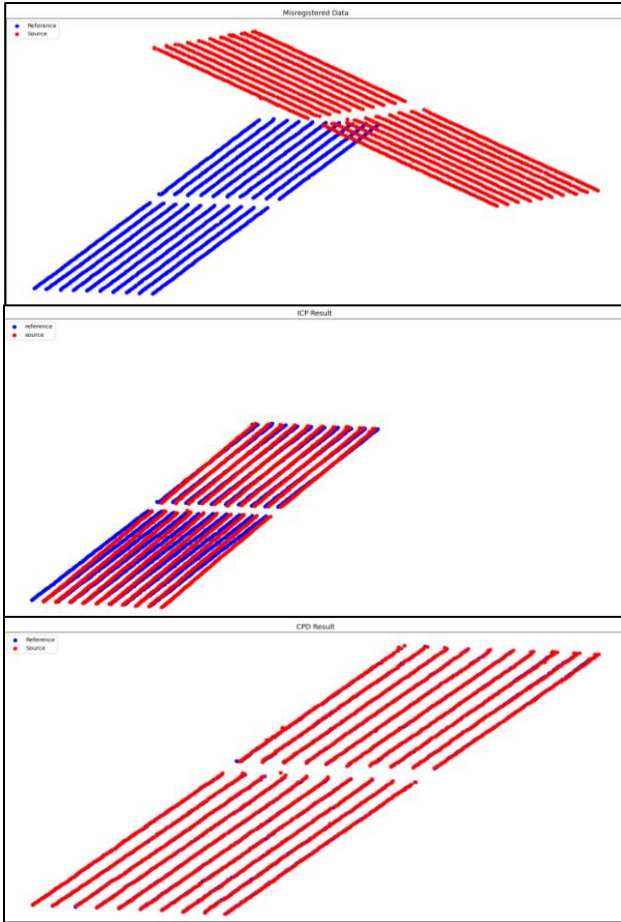 Misregistered Data
Reference
Source
ICP Result
reference
source
CPD Result
Reference
Source